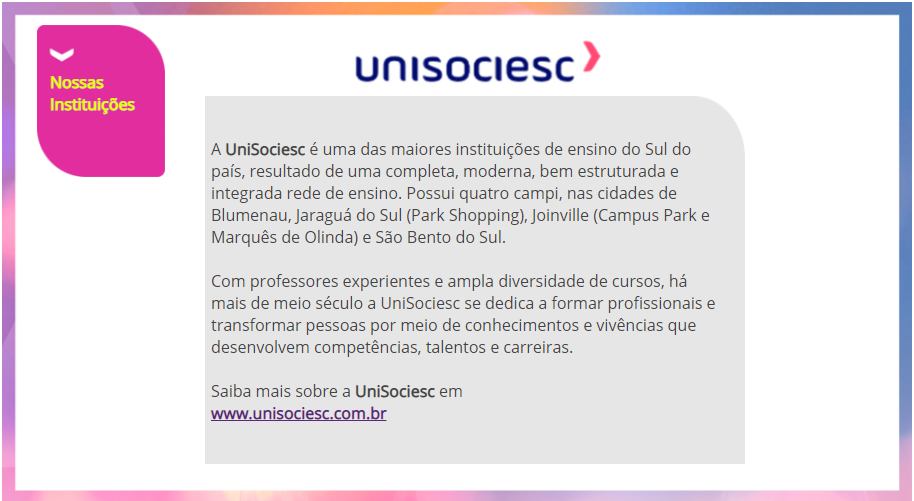 Nossas
Instituições
unisociesc
A UniSociesc é uma das maiores instituições de ensino do Sul do
país, resultado de uma completa, moderna, bem estruturada e
integrada rede de ensino. Possui quatro campi, nas cidades de
Blumenau, Jaraguá do Sul (Park Shopping), Joinville (Campus Park e
Marquês de Olinda) e São Bento do Sul.
Com professores experientes e ampla diversidade de cursos, há
mais de meio século a UniSociesc se dedica a formar profissionais e
transformar pessoas por meio de conhecimentos e vivências que
desenvolvem competências, talentos e carreiras.
Saiba mais sobre a UniSociesc em
www.unisociesc.com.br